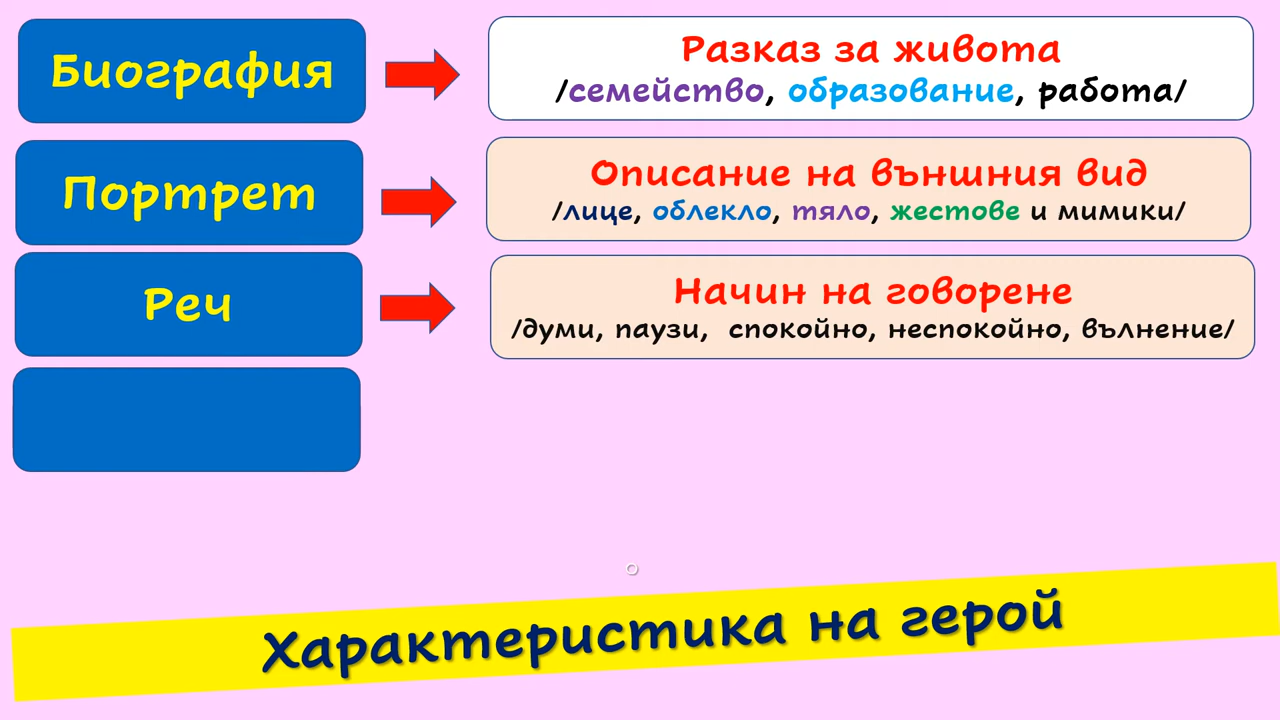 Биография
Разказ за живота
/семейство, образование, работа/
Портрет
Описание на външния вид
/лице, облекло, тяло, жестове и мимики/
Реч
Начин на говорене
/думи, паузи, спокойно, неспокойно, вълнение/
Характеристика на герой